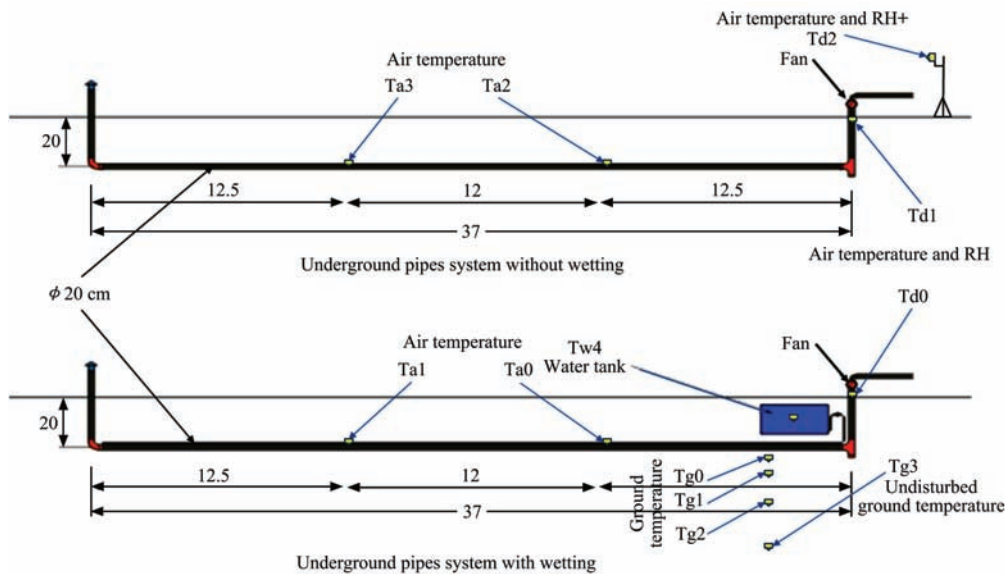 Air temperature and RH+
Td2
Fan
Air temperature
Ta3
Ta2
20
12.5
12
12.5
37
Td1
Underground pipes system without wetting
Air temperature and RH
ϕ 20 cm
Td0
Air temperature
Fan
Tw4
Water tank
Ta1
Ta0
20
12.5
12
37
Ground
temperature
Tg0
Tg1
Tg2
Tg3
Undisturbed
ground temperature
Underground pipes system with wetting